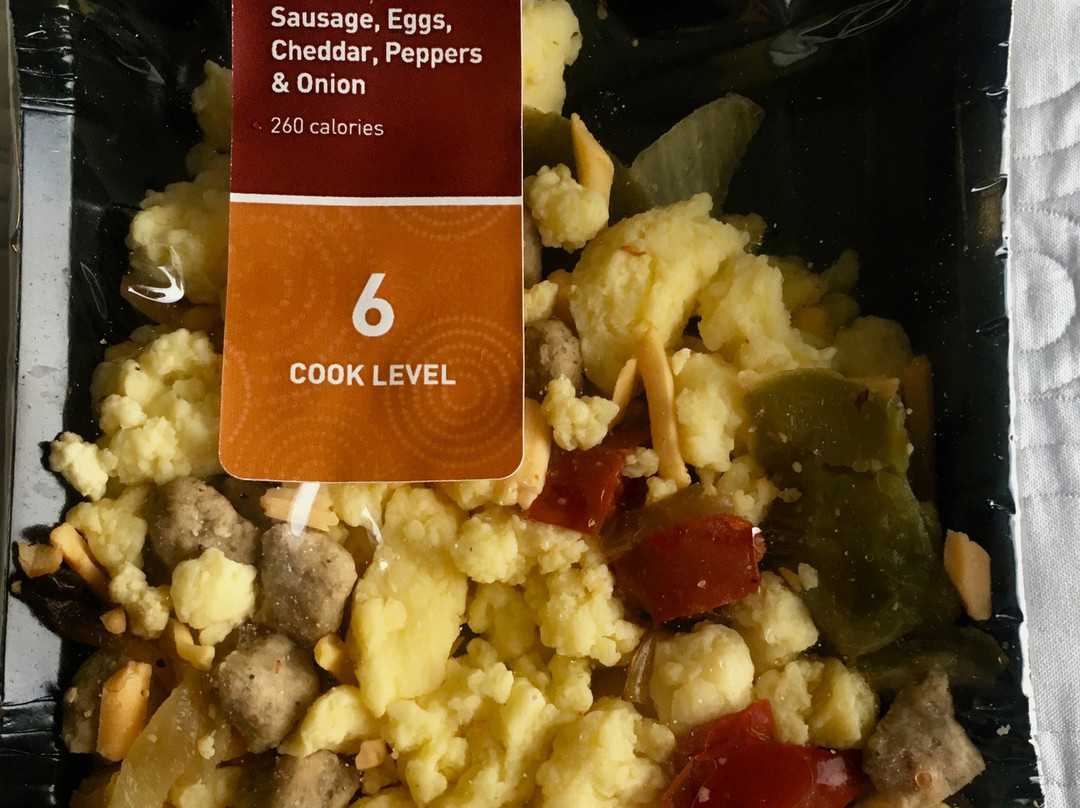 Sausage, Eggs,
Cheddar, Peppers
& Onion
260 calories
6
COOK LEVEL